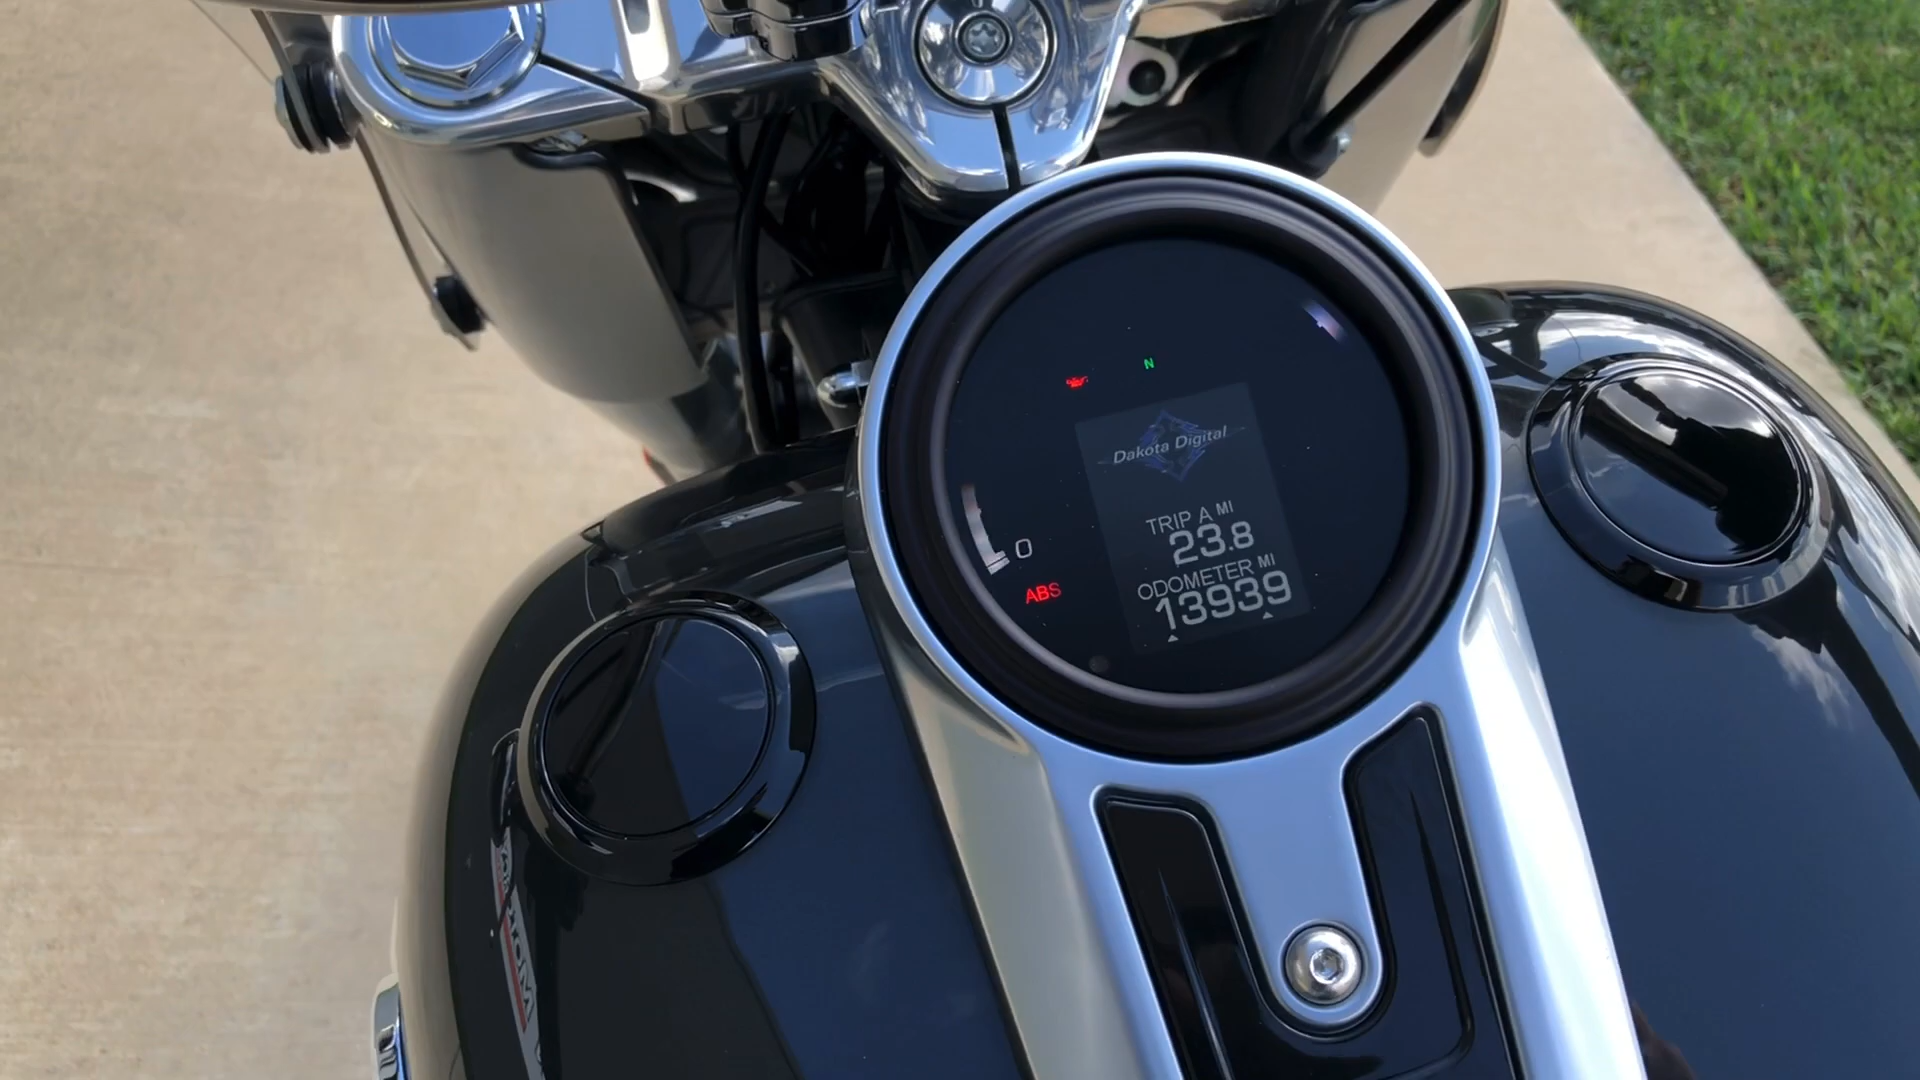 N
Dakota Digital
TRIP A MI
23.8
0
ODOMETER MI
ABS
13939